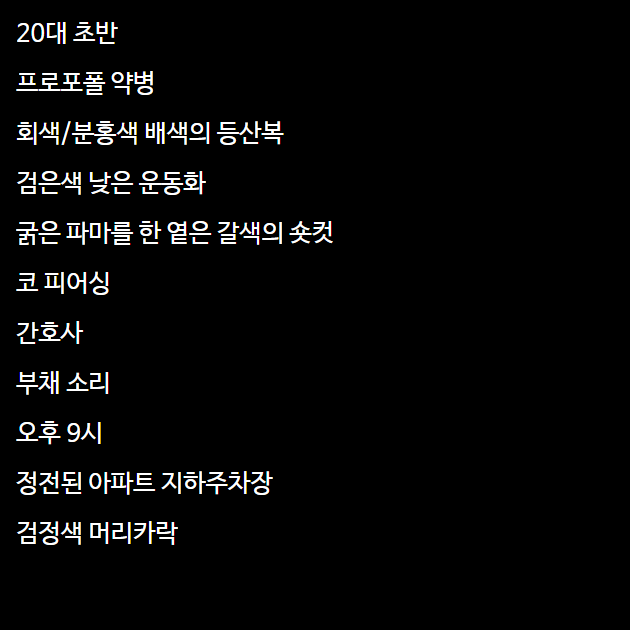 20대 초반
프로포폴 약병
회색/분홍색 배색의 등산복
검은색 낮은 운동화
굵은 파마를 한 옅은 갈색의 숏컷
코 피어싱
간호사
부채 소리
오후 9시
정전된 아파트 지하주차장
검정색 머리카락